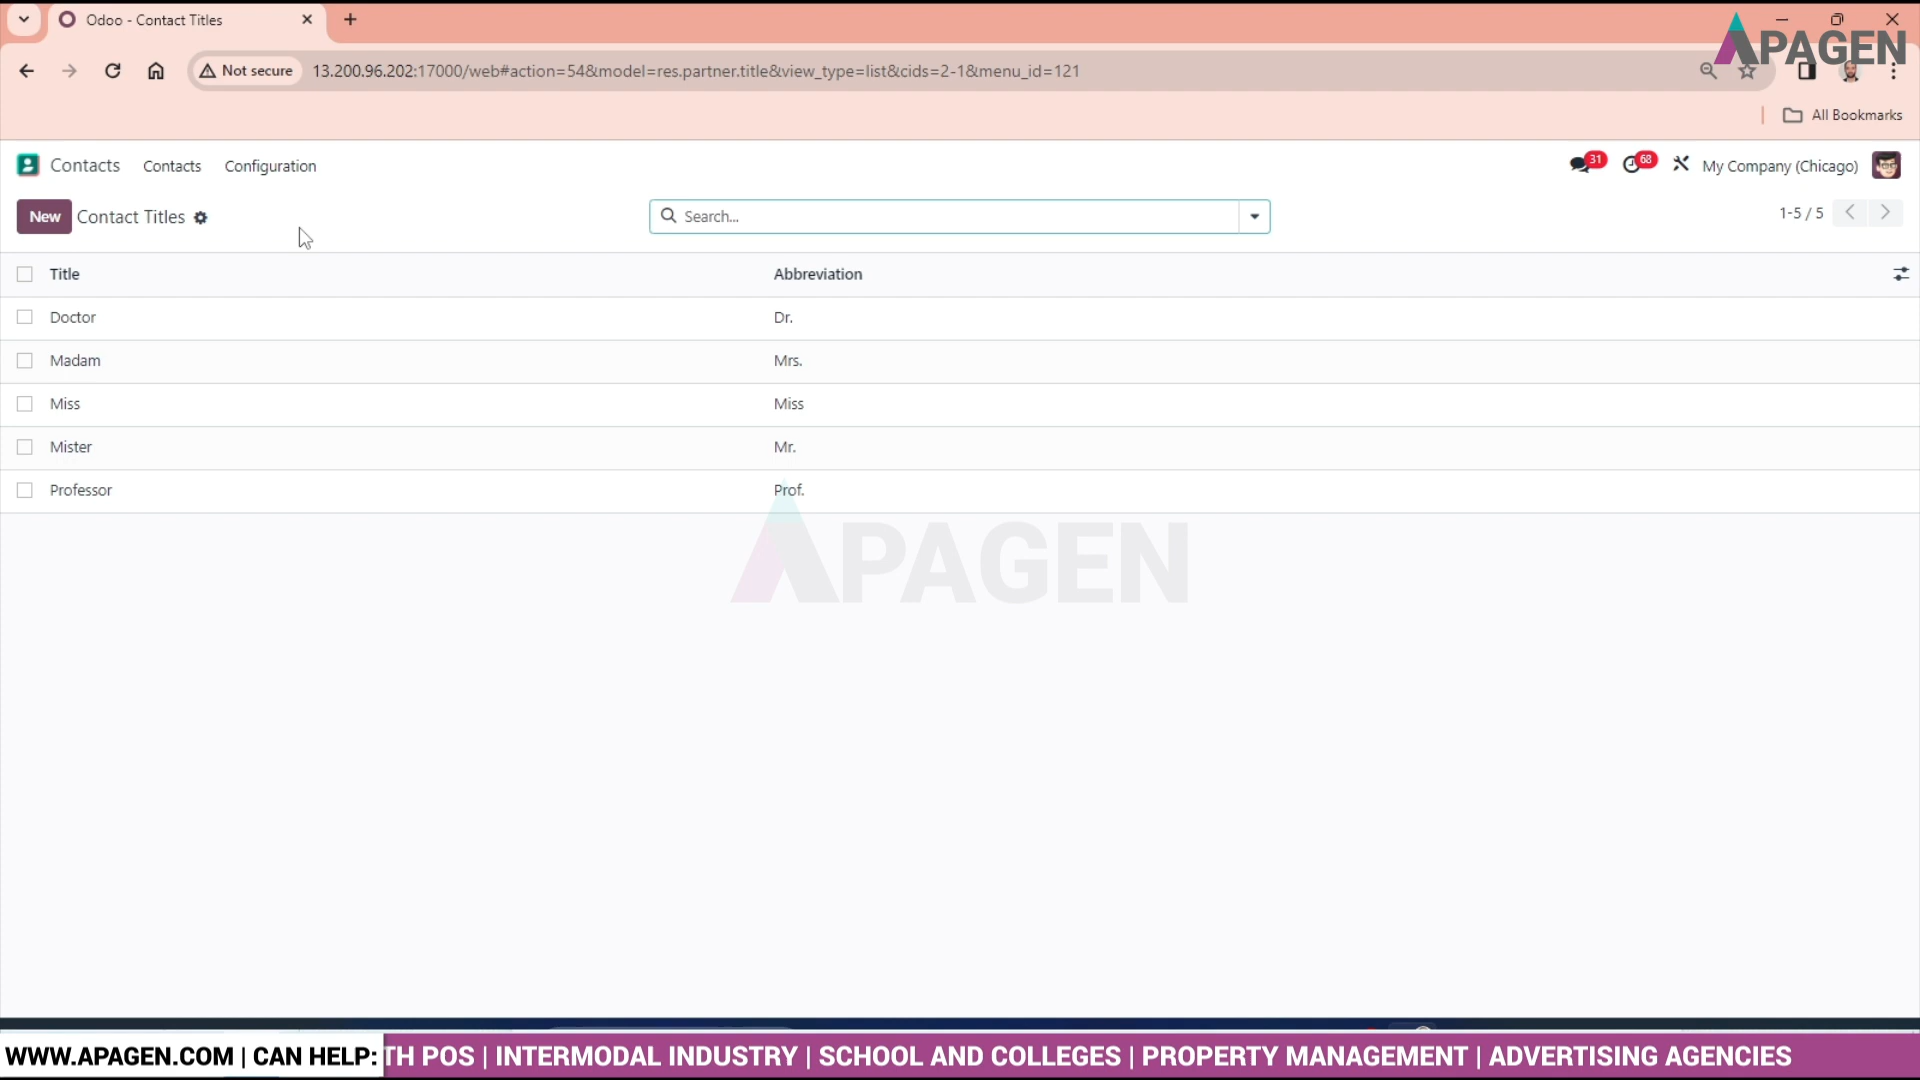 Odoo - Contact Titles
APAGEN
Not secure
13.200.96.202:17000/web#action=54&model=res.partner.title&view_type=list&cids=2-1&menu_id=121
All Bookmarks
Contacts Contacts Configuration 31 68 My Company (Chicago)
New Contact Titles Search... 1-5 / 5
Title Abbreviation
Doctor Dr.
Madam Mrs.
Miss Miss
Mister Mr.
Professor Prof.
APAGEN
WWW.APAGEN.COM | CAN HELP: TH POS | INTERMODAL INDUSTRY | SCHOOL AND COLLEGES | PROPERTY MANAGEMENT | ADVERTISING AGENCIES